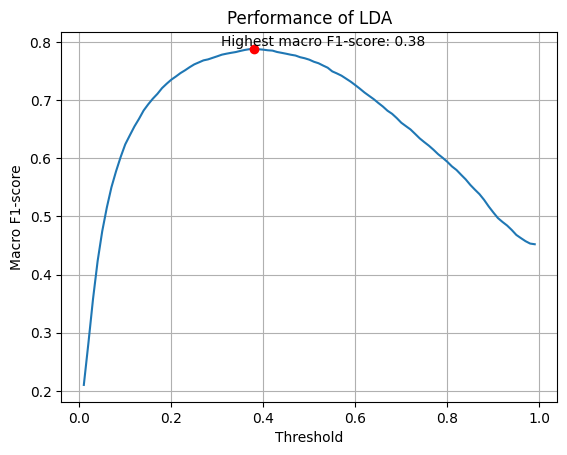 Performance of LDA
Highest macro F1-score: 0.38
0.8
0.7
0.6
0.5
0.4
0.3
0.2
Macro F1-score
0.0 0.2 0.4 0.6 0.8 1.0
Threshold